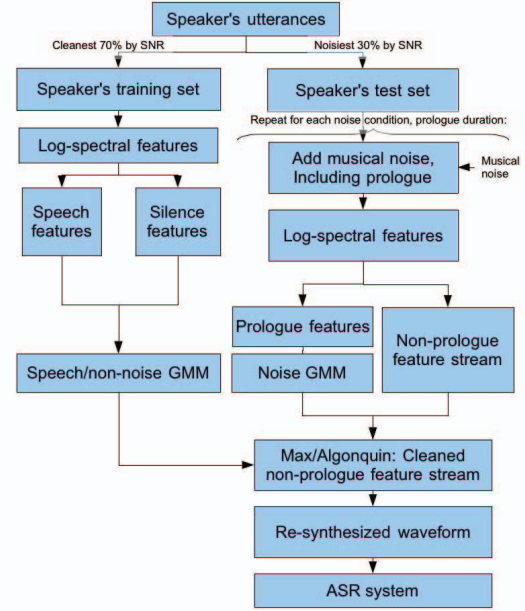 Speaker's utterances
Cleanest 70% by SNR
Noisiest 30% by SNR
Speaker's training set
Speaker's test set
Repeat for each noise condition, prologue duration:
Log-spectral features
Add musical noise,
Including prologue
Musical
noise
Speech
features
Silence
features
Log-spectral features
Prologue features
Non-prologue
feature stream
Speech/non-noise GMM
Noise GMM
Max/Algonquin: Cleaned
non-prologue feature stream
Re-synthesized waveform
ASR system